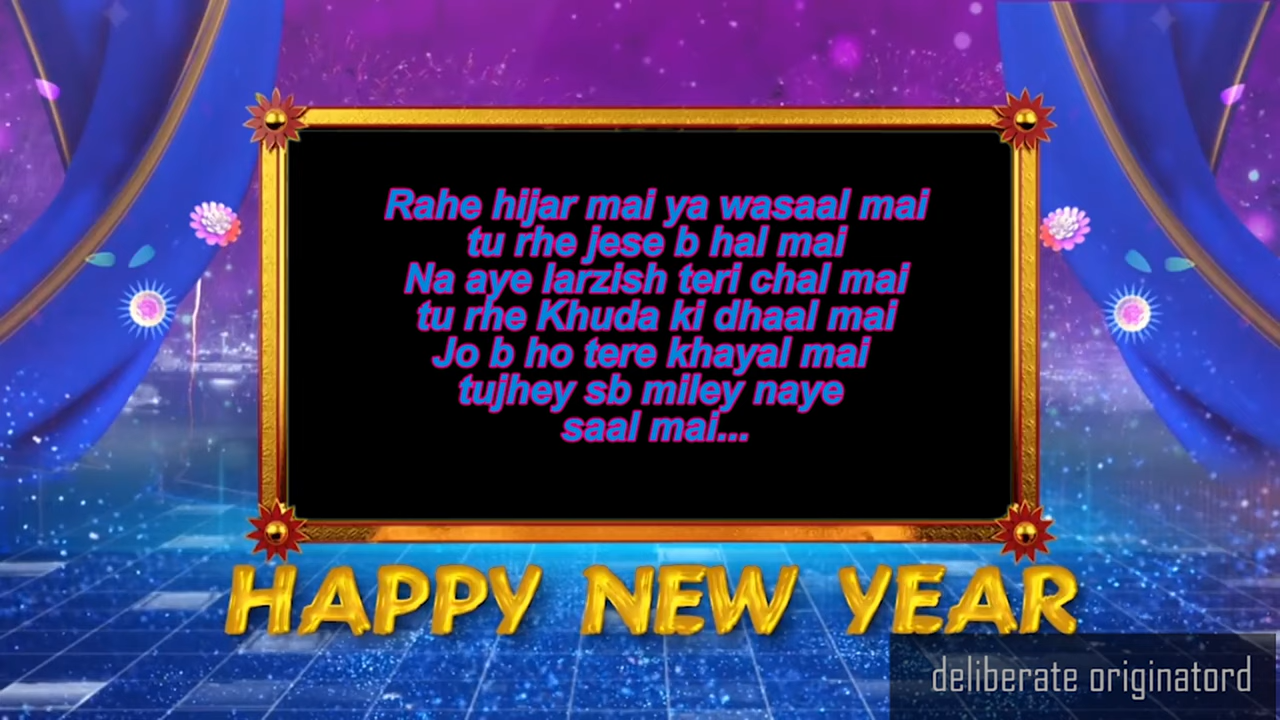 Rahe hijar mai ya wasaal mai
tu rhe jese b hal mai
Na aye larzish teri chal mai
tu rhe Khuda ki dhaal mai
Jo b ho tere khayal mai
tujhey sb miley naye
saal mai...
HAPPY NEW YEAR
deliberate originatord